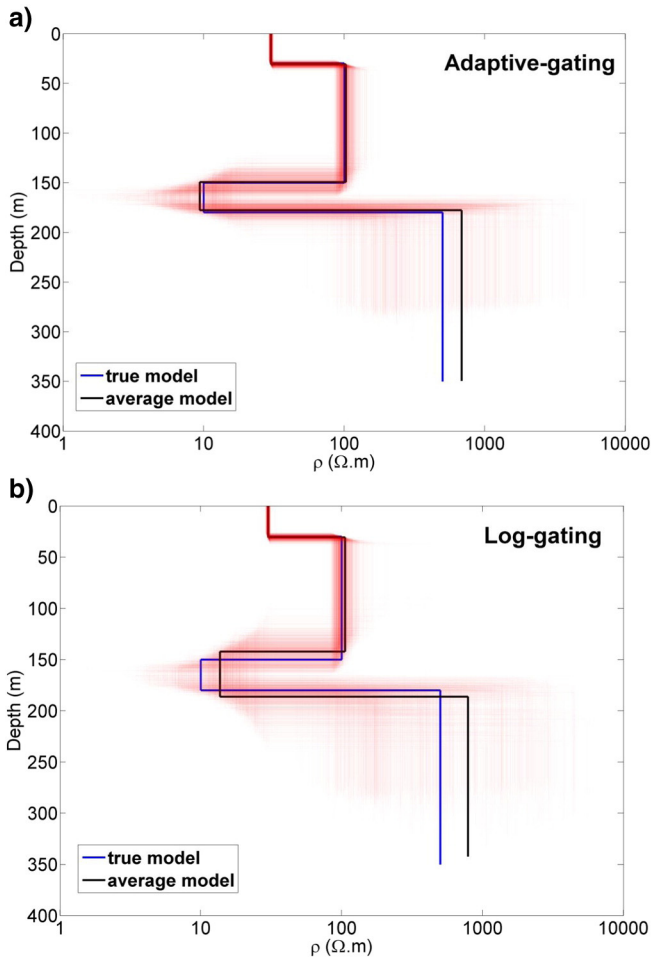 a)
0
50
100
150
200
250
300
350
400
Depth (m)
Adaptive-gating
true model
average model
1
10
100
1000
10000
ρ (Ω.m)
b)
0
50
100
150
200
250
300
350
400
Depth (m)
Log-gating
true model
average model
1
10
100
1000
10000
ρ (Ω.m)